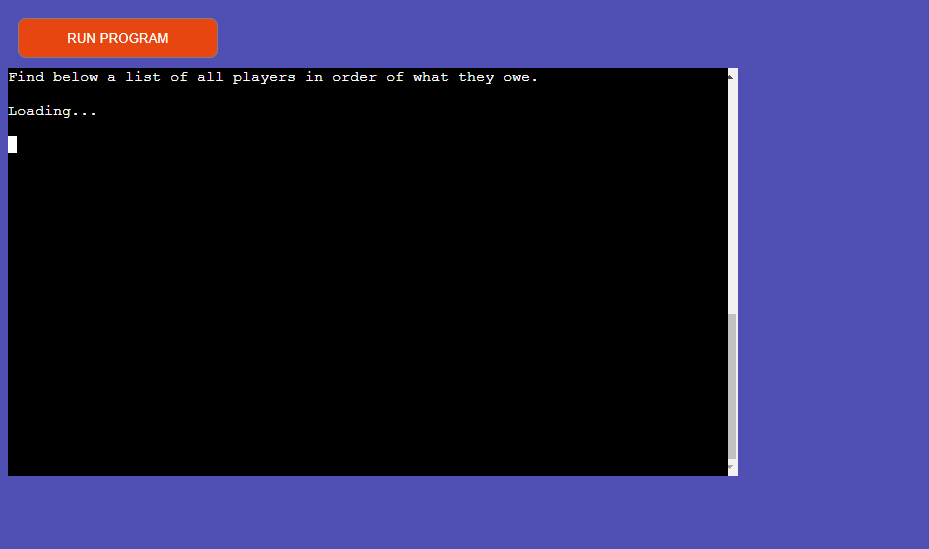 RUN PROGRAM
Find below a list of all players in order of what they owe.
Loading...